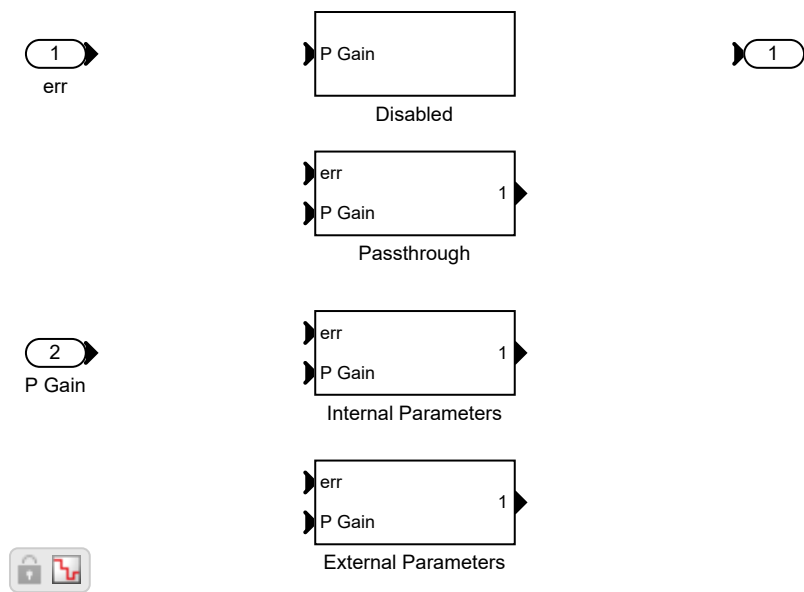 1
err
P Gain
Disabled
1
err
P Gain
1
Passthrough
2
P Gain
err
P Gain
1
Internal Parameters
err
P Gain
1
External Parameters